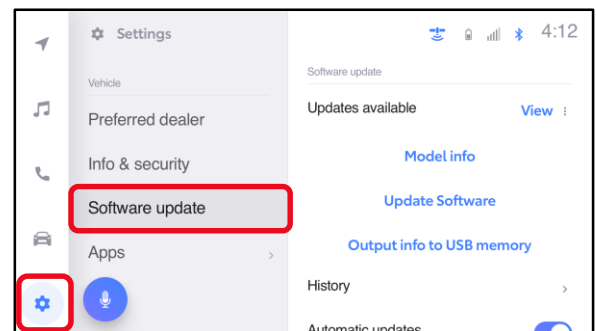 Settings
4:12
Vehicle
Preferred dealer
Info & security
Software update
Apps
Software update
Updates available
View
Model info
Update Software
Output info to USB memory
History
Automatic updates